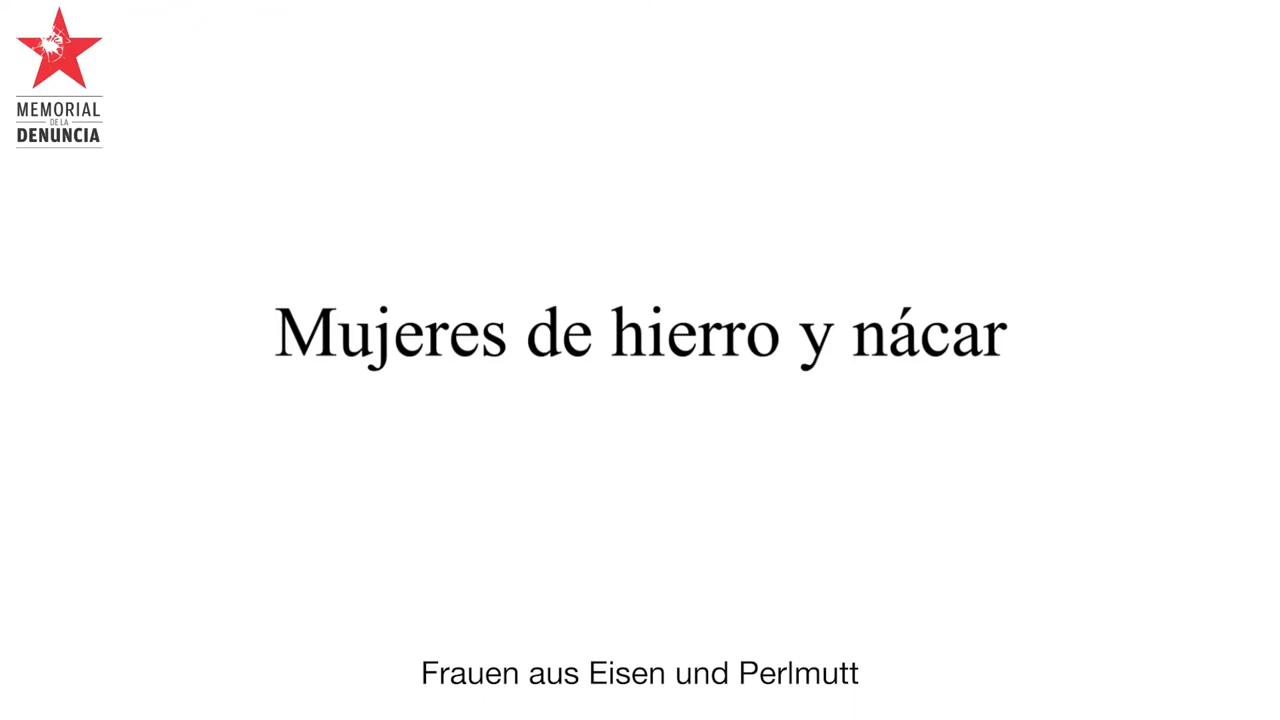 MEMORIAL
DE LA
DENUNCIA
Mujeres de hierro y nácar
Frauen aus Eisen und Perlmutt